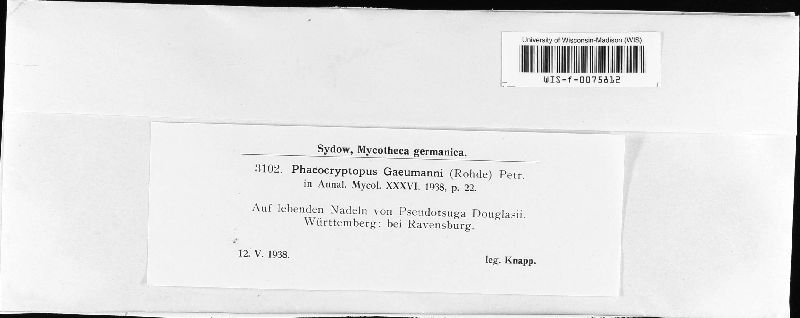 University of Wisconsin-Madison (WIS)
WIS-f-0075812
Sydow, Mycotheca germanica.
3102. Phaeocryptopus Gaeumanni (Rohde) Petr.
in Annal. Mycol. XXXVI. 1938, p. 22.
Auf lebenden Nadeln von Pseudotsuga Douglasii.
Württemberg: bei Ravensburg.
12. V. 1938.
leg. Knapp.